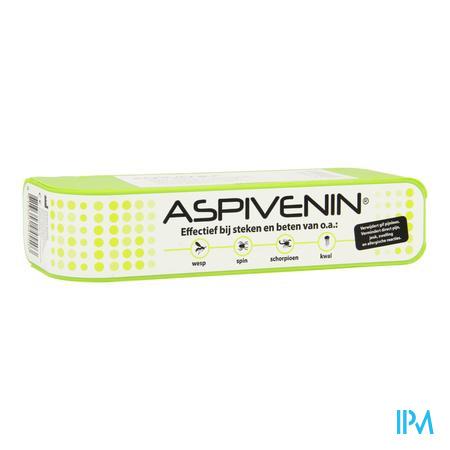 ASPIVENIN®
Effectief bij steken en beten van o.a.:
wesp
spin
schorpioen
kwal
Verwijdert gif pijnloos.
Vermindert direct pijn,
jeuk, zwelling
en allergische reacties.
IPM